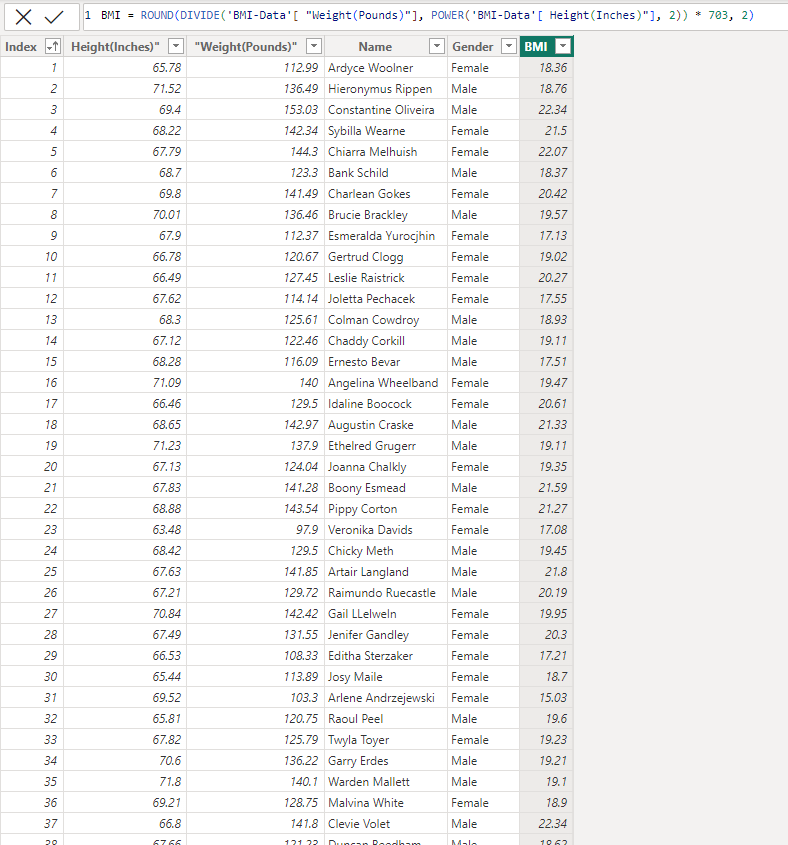 1 BMI = ROUND(DIVIDE('BMI-Data'[ "Weight(Pounds)"], POWER('BMI-Data'[ Height(Inches)"], 2)) * 703, 2)
Index Height(Inches)" "Weight(Pounds)" Name Gender BMI
1 65.78 112.99 Ardyce Woolner Female 18.36
2 71.52 136.49 Hieronymus Rippen Male 18.76
3 69.4 153.03 Constantine Oliveira Male 22.34
4 68.22 142.34 Sybilla Wearne Female 21.5
5 67.79 144.3 Chiarra Melhuish Female 22.07
6 68.7 123.3 Bank Schild Male 18.37
7 69.8 141.49 Charlean Gokes Female 20.42
8 70.01 136.46 Brucie Brackley Male 19.57
9 67.9 112.37 Esmeralda Yurocjhin Female 17.13
10 66.78 120.67 Gertrud Clogg Female 19.02
11 66.49 127.45 Leslie Raistrick Female 20.27
12 67.62 114.14 Joletta Pechacek Female 17.55
13 68.3 125.61 Colman Cowdroy Male 18.93
14 67.12 122.46 Chaddy Corkill Male 19.11
15 68.28 116.09 Ernesto Bevar Male 17.51
16 71.09 140 Angelina Wheelband Female 19.47
17 66.46 129.5 Idaline Boocock Female 20.61
18 68.65 142.97 Augustin Craske Male 21.33
19 71.23 137.9 Ethelred Grugerr Male 19.11
20 67.13 124.04 Joanna Chalkly Female 19.35
21 67.83 141.28 Boony Esmead Male 21.59
22 68.88 143.54 Pippy Corton Female 21.27
23 63.48 97.9 Veronika Davids Female 17.08
24 68.42 129.5 Chicky Meth Male 19.45
25 67.63 141.85 Artair Langland Male 21.8
26 67.21 129.72 Raimundo Ruecastle Male 20.19
27 70.84 142.42 Gail LLelweln Female 19.95
28 67.49 131.55 Jenifer Gandley Female 20.3
29 66.53 108.33 Editha Sterzaker Female 17.21
30 65.44 113.89 Josy Maile Female 18.7
31 69.52 103.3 Arlene Andrzejewski Female 15.03
32 65.81 120.75 Raoul Peel Male 19.6
33 67.82 125.79 Twyla Toyer Female 19.23
34 70.6 136.22 Garry Erdes Male 19.21
35 71.8 140.1 Warden Mallett Male 19.1
36 69.21 128.75 Malvina White Female 18.9
37 66.8 141.8 Clevie Volet Male 22.34
38 67.66 121.23 Duncan Male 18.62